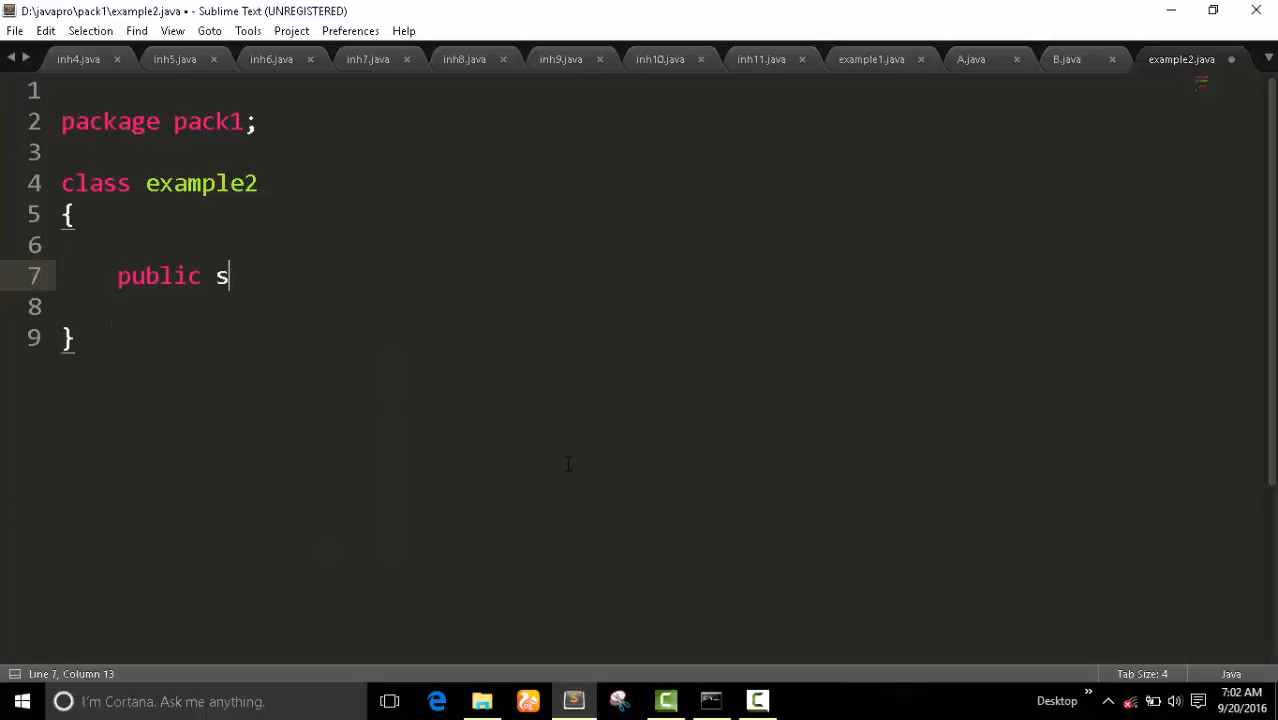 D:\javapro\pack1\example2.java • - Sublime Text (UNREGISTERED)
File Edit Selection Find View Goto Tools Project Preferences Help
inh4.java inh5.java inh6.java inh7.java inh8.java inh9.java inh10.java inh11.java example1.java A.java B.java example2.java
1
2 package pack1;
3
4 class example2
5 {
6
7 public s
8
9 }
Line 7, Column 13 Tab Size: 4 Java
I'm Cortana. Ask me anything. Desktop 7:02 AM
9/20/2016